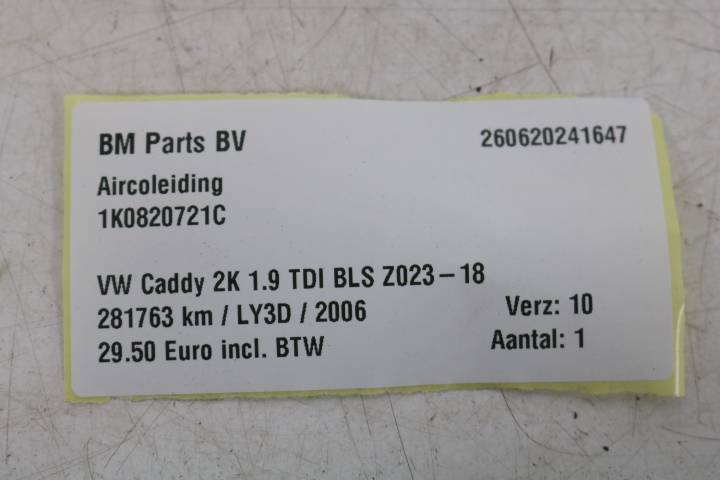 BM Parts BV 260620241647
Aircoleiding
1K0820721C
VW Caddy 2K 1.9 TDI BLS Z023-18
281763 km / LY3D / 2006 Verz: 10
29.50 Euro incl. BTW Aantal: 1